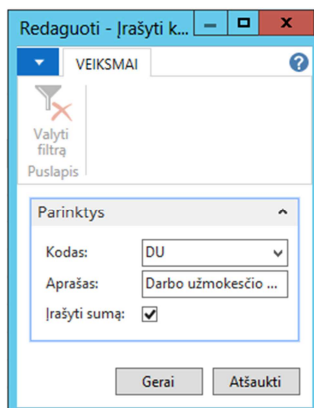 Redaguoti - Įrašyti k...
VEIKSMAI
Valyti
filtrą
Puslapis
Parinktys
Kodas: DU
Aprašas: Darbo užmokesčio ...
Įrašyti sumą:
Gerai Atšaukti